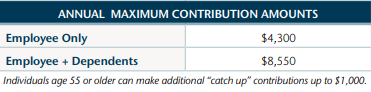 ANNUAL MAXIMUM CONTRIBUTION AMOUNTS
Employee Only $4,300
Employee + Dependents $8,550
Individuals age 55 or older can make additional “catch up” contributions up to $1,000.